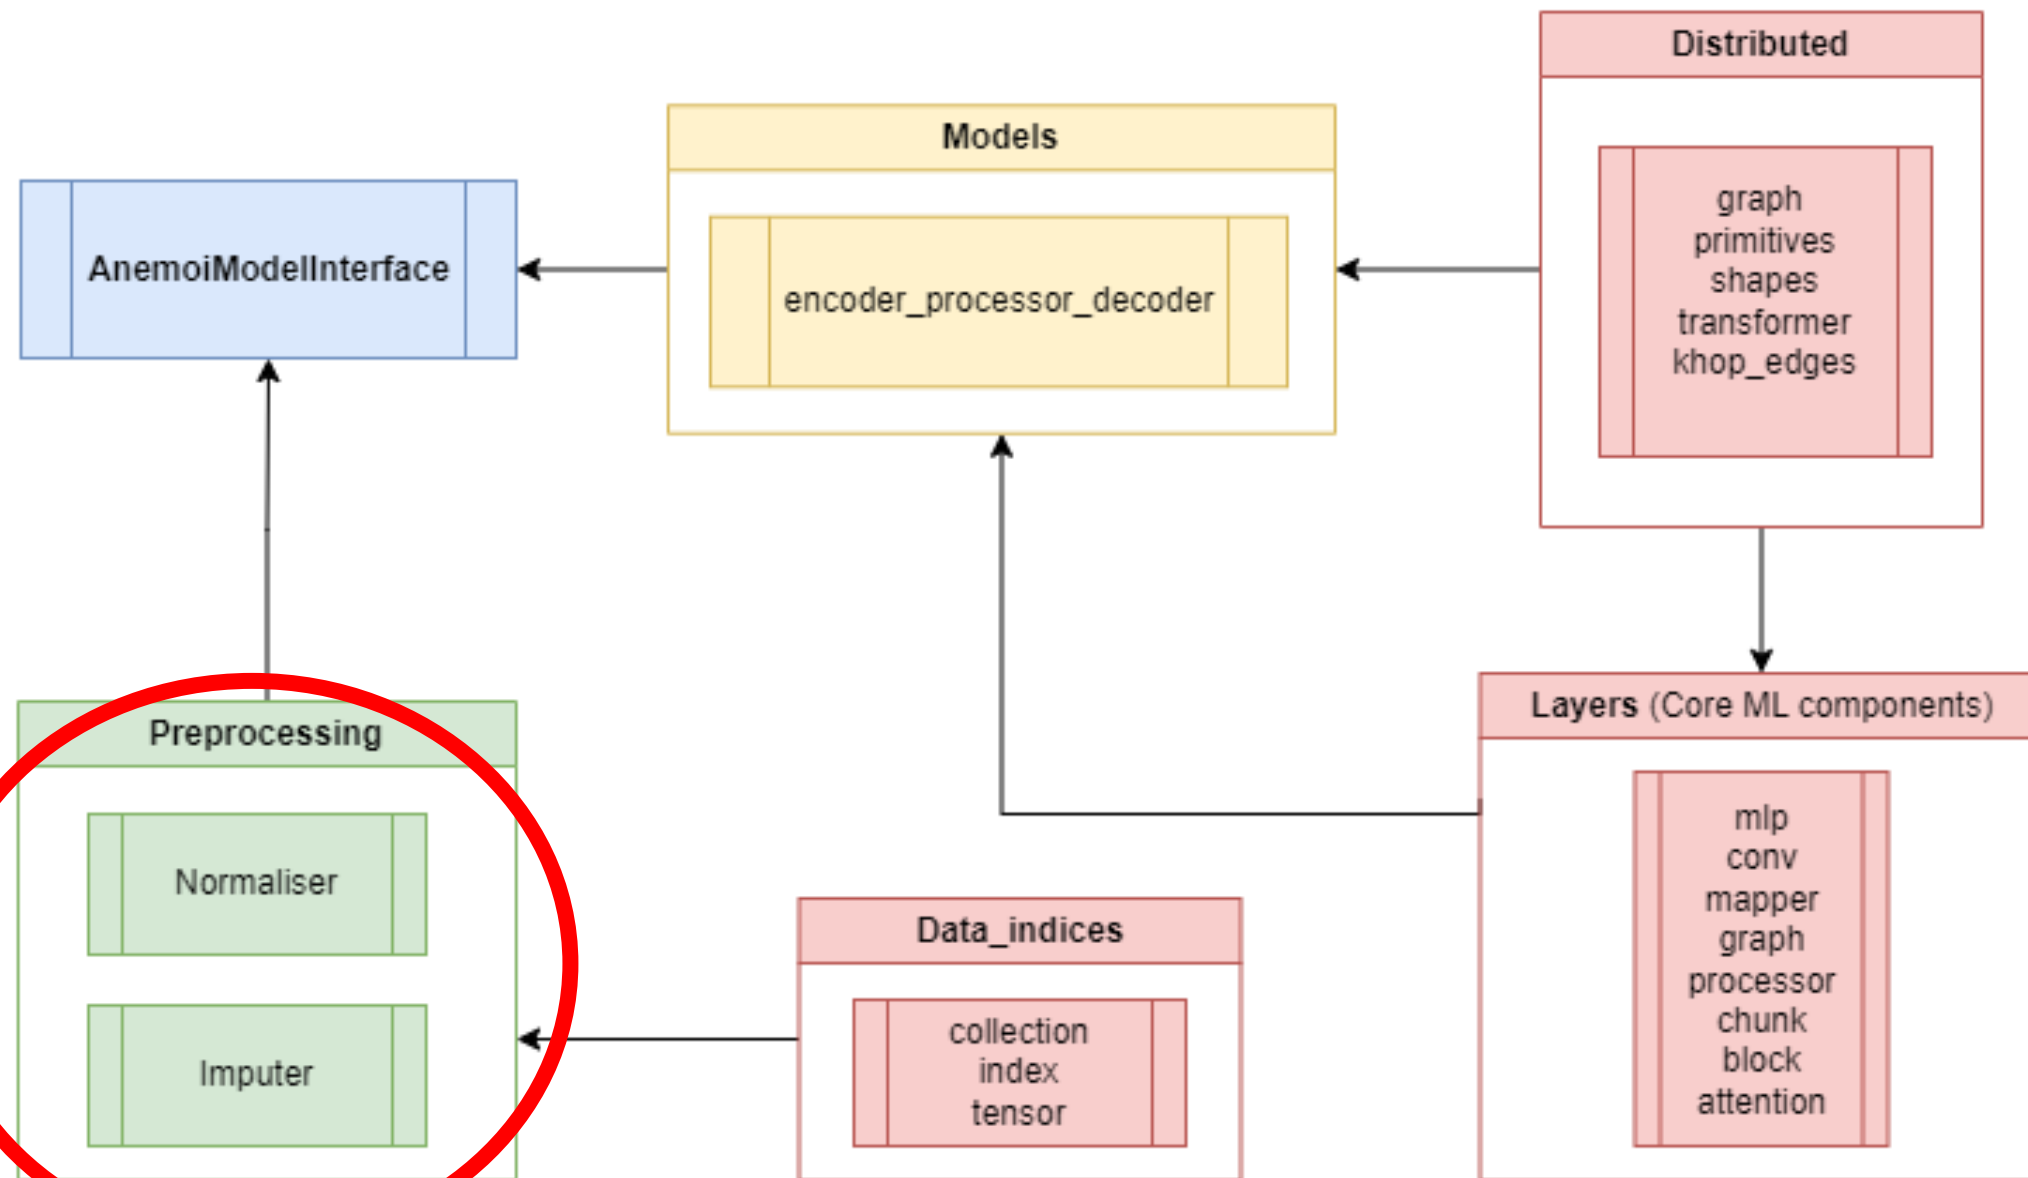 Distributed
graph
primitives
shapes
transformer
khop_edges
Models
encoder_processor_decoder
AnemoiModelInterface
Preprocessing
Normaliser
Imputer
Data_indices
collection
index
tensor
Layers (Core ML components)
mlp
conv
mapper
graph
processor
chunk
block
attention